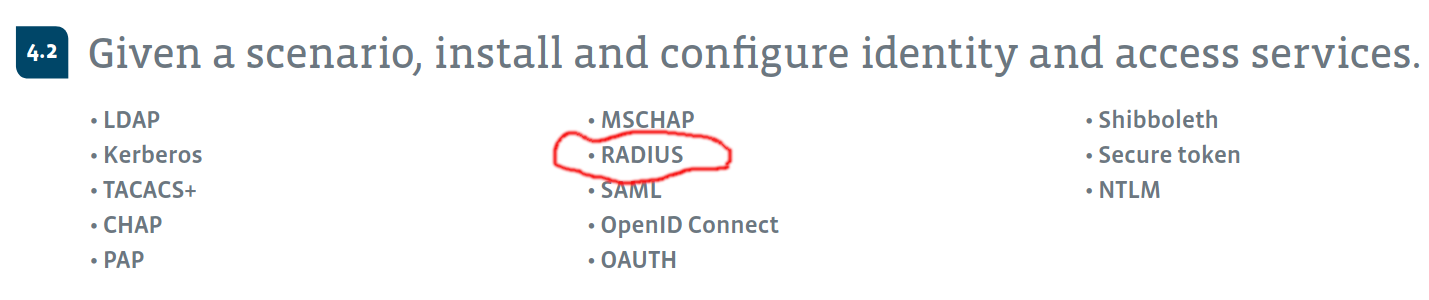 4.2 Given a scenario, install and configure identity and access services.
• LDAP
• Kerberos
• TACACS+
• CHAP
• PAP
• MSCHAP
• RADIUS
• SAML
• OpenID Connect
• OAUTH
• Shibboleth
• Secure token
• NTLM